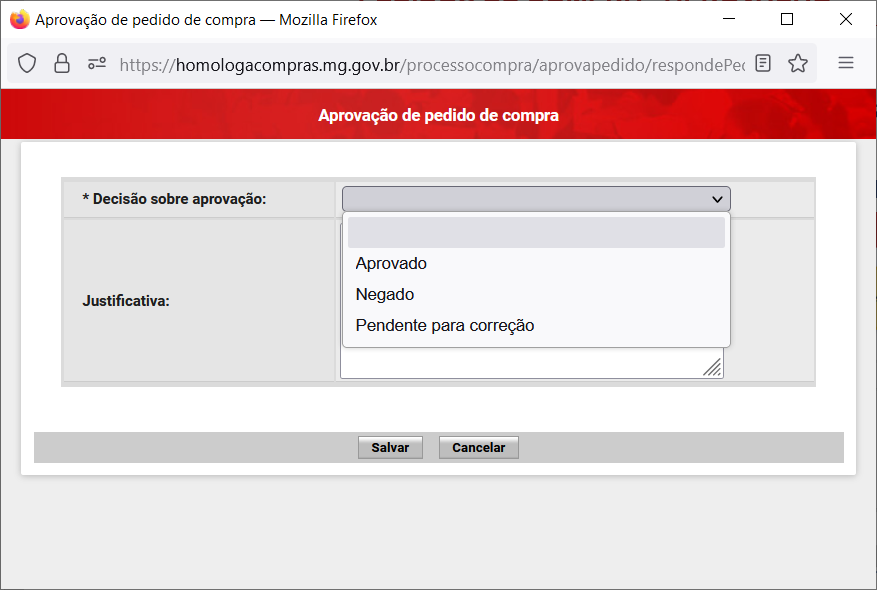 Aprovação de pedido de compra — Mozilla Firefox
https://homologacompras.mg.gov.br/processocompra/aprovapedido/respondePed
Aprovação de pedido de compra
* Decisão sobre aprovação:
Aprovado
Negado
Pendente para correção
Justificativa:
Salvar
Cancelar